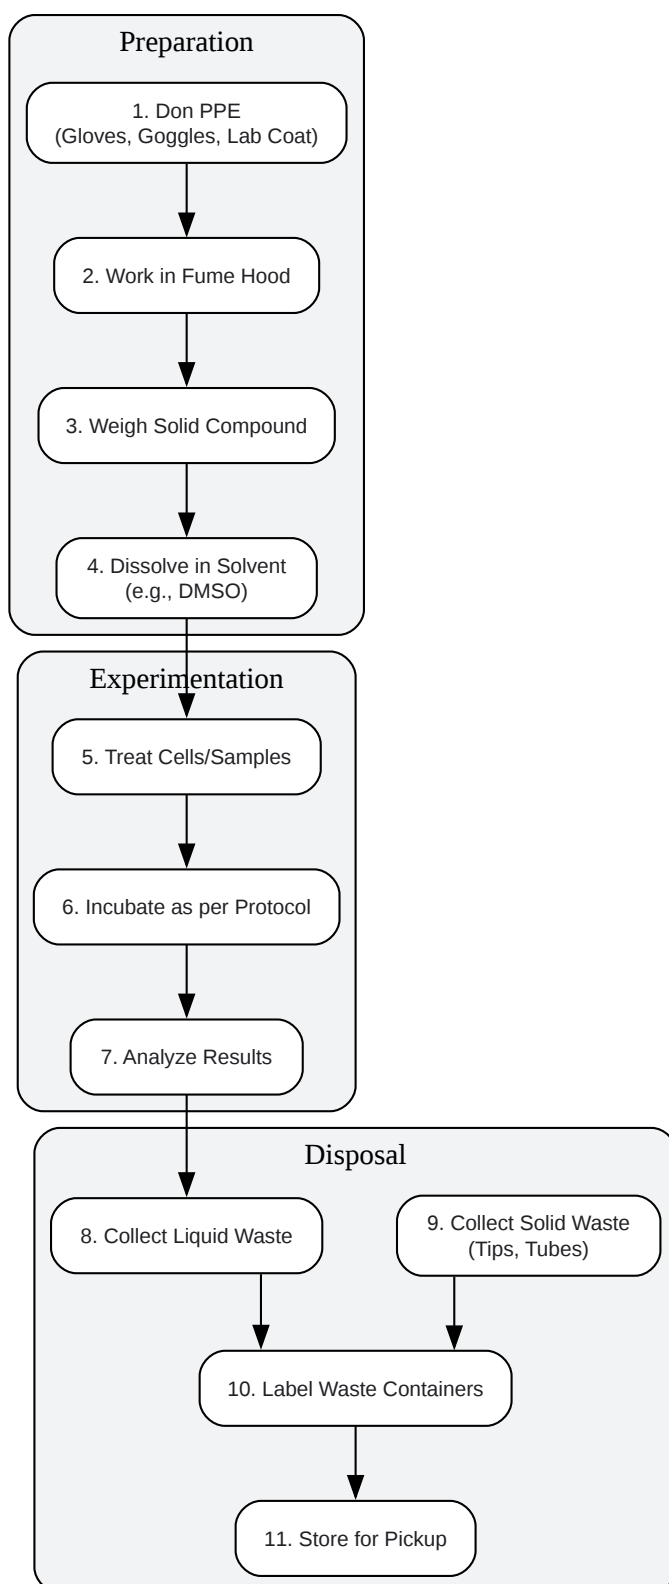 Preparation
1. Don PPE
(Gloves, Goggles, Lab Coat)
2. Work in Fume Hood
3. Weigh Solid Compound
4. Dissolve in Solvent
(e.g., DMSO)
Experimentation
5. Treat Cells/Samples
6. Incubate as per Protocol
7. Analyze Results
Disposal
8. Collect Liquid Waste
9. Collect Solid Waste
(Tips, Tubes)
10. Label Waste Containers
11. Store for Pickup